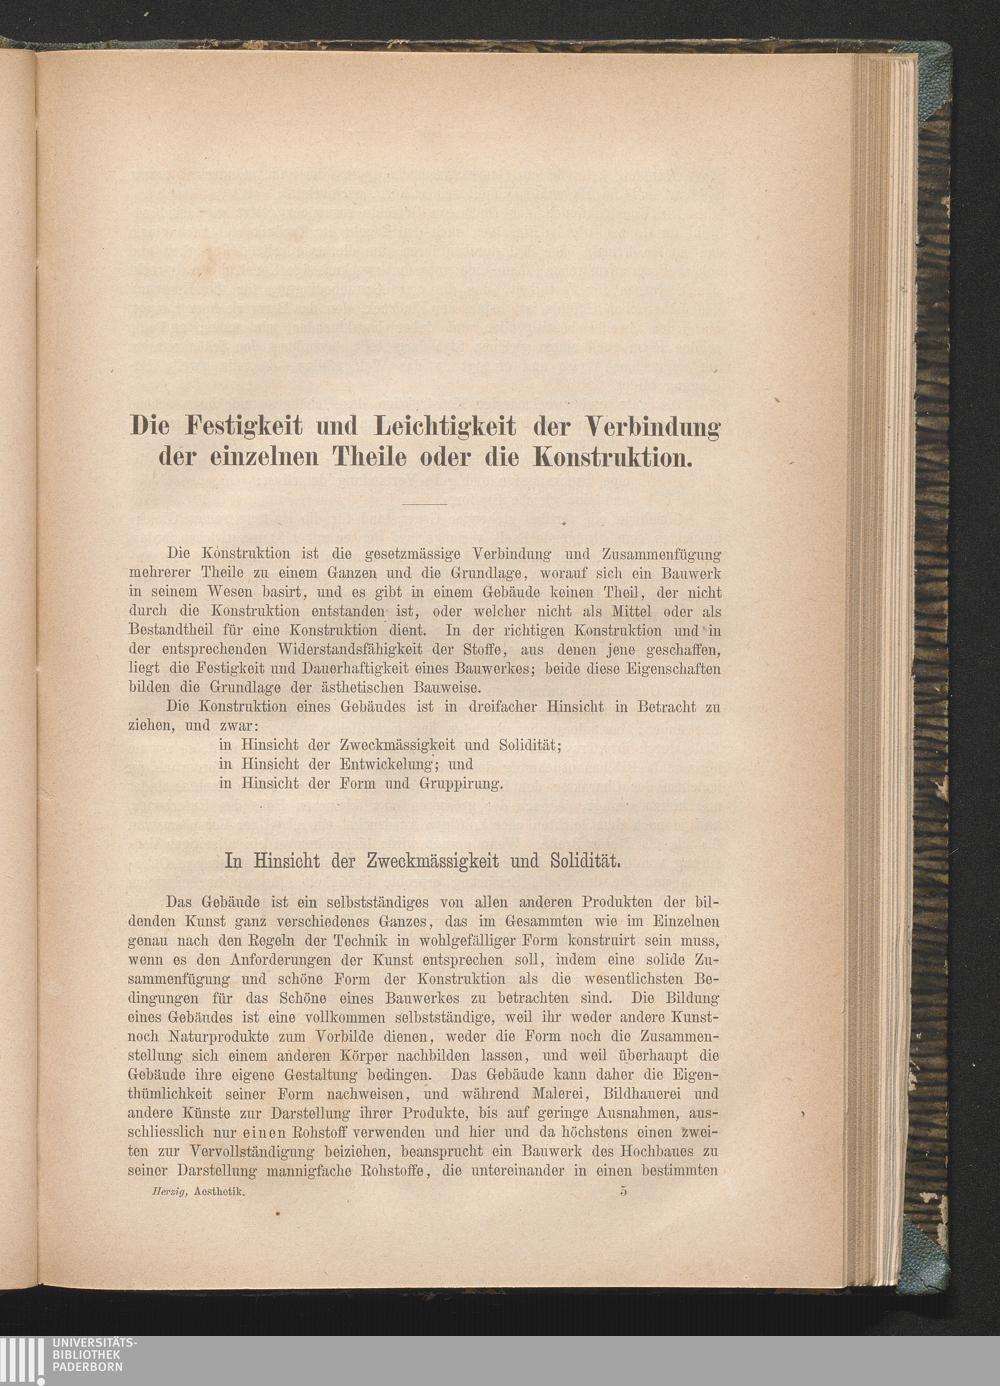 Die Festigkeit und Leichtigkeit der Verbindung
der einzelnen Theile oder die Konstruktion.
Die Konstruktion ist die gesetzmässige Verbindung und Zusammenfügung
mehrerer Theile zu einem Ganzen und die Grundlage, worauf sich ein Bauwerk
in seinem Wesen basirt, und es gibt in einem Gebäude keinen Theil, der nicht
durch die Konstruktion entstanden ist, oder welcher nicht als Mittel oder als
Bestandtheil für eine Konstruktion dient. In der richtigen Konstruktion und in
der entsprechenden Widerstandsfähigkeit der Stoffe, aus denen jene geschaffen,
liegt die Festigkeit und Dauerhaftigkeit eines Bauwerkes; beide diese Eigenschaften
bilden die Grundlage der ästhetischen Bauweise.
Die Konstruktion eines Gebäudes ist in dreifacher Hinsicht in Betracht zu
ziehen, und zwar:
in Hinsicht der Zweckmässigkeit und Solidität;
in Hinsicht der Entwickelung; und
in Hinsicht der Form und Gruppirung.
In Hinsicht der Zweckmässigkeit und Solidität.
Das Gebäude ist ein selbstständiges von allen anderen Produkten der bil-
denden Kunst ganz verschiedenes Ganzes, das im Gesammten wie im Einzelnen
genau nach den Regeln der Technik in wohlgefälliger Form konstruirt sein muss,
wenn es den Anforderungen der Kunst entsprechen soll, indem eine solide Zu-
sammenfügung und schöne Form der Konstruktion als die wesentlichsten Be-
dingungen für das Schöne eines Bauwerkes zu betrachten sind. Die Bildung
eines Gebäudes ist eine vollkommen selbstständige, weil ihr weder andere Kunst-
noch Naturprodukte zum Vorbilde dienen, weder die Form noch die Zusammen-
stellung sich einem anderen Körper nachbilden lassen, und weil überhaupt die
Gebäude ihre eigene Gestaltung bedingen. Das Gebäude kann daher die Eigen-
thümlichkeit seiner Form nachweisen, und während Malerei, Bildhauerei und
andere Künste zur Darstellung ihrer Produkte, bis auf geringe Ausnahmen, aus-
schliesslich nur einen Rohstoff verwenden und hier und da höchstens einen zwei-
ten zur Vervollständigung beiziehen, beansprucht ein Bauwerk des Hochbaues zu
seiner Darstellung mannigfache Rohstoffe, die untereinander in einen bestimmten
Herzig, Aesthetik. 5
UNIVERSITÄTS-
BIBLIOTHEK
PADERBORN